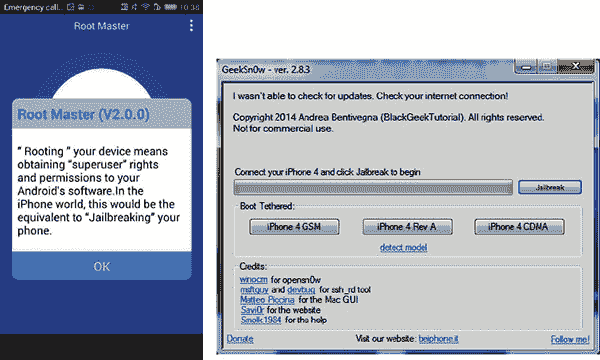 Emergency call.. 10:30
Root Master
Root Master (V2.0.0)
" Rooting " your device means
obtaining "superuser" rights
and permissions to your
Android's software.In the
iPhone world, this would be the
equivalent to "Jailbreaking" your
phone.
OK
GeekSn0w - ver. 2.8.3
I wasn't able to check for updates. Check your internet connection!
Copyright 2014 Andrea Bentivegna (BlackGeekTutorial). All rights reserved.
Not for commercial use.
Connect your iPhone 4 and click Jailbreak to begin
Jailbreak
Boot Tethered:
iPhone 4 GSM
iPhone 4 Rev A
iPhone 4 CDMA
detect model
Credits:
winocm for opensn0w
msftguy and devbug for ssh_rd tool
Matteo Piccina for the Mac GUI
Savi0r for the website
Sinolk1984 for the help
Donate
Visit our website: beiphone.it
Follow me!